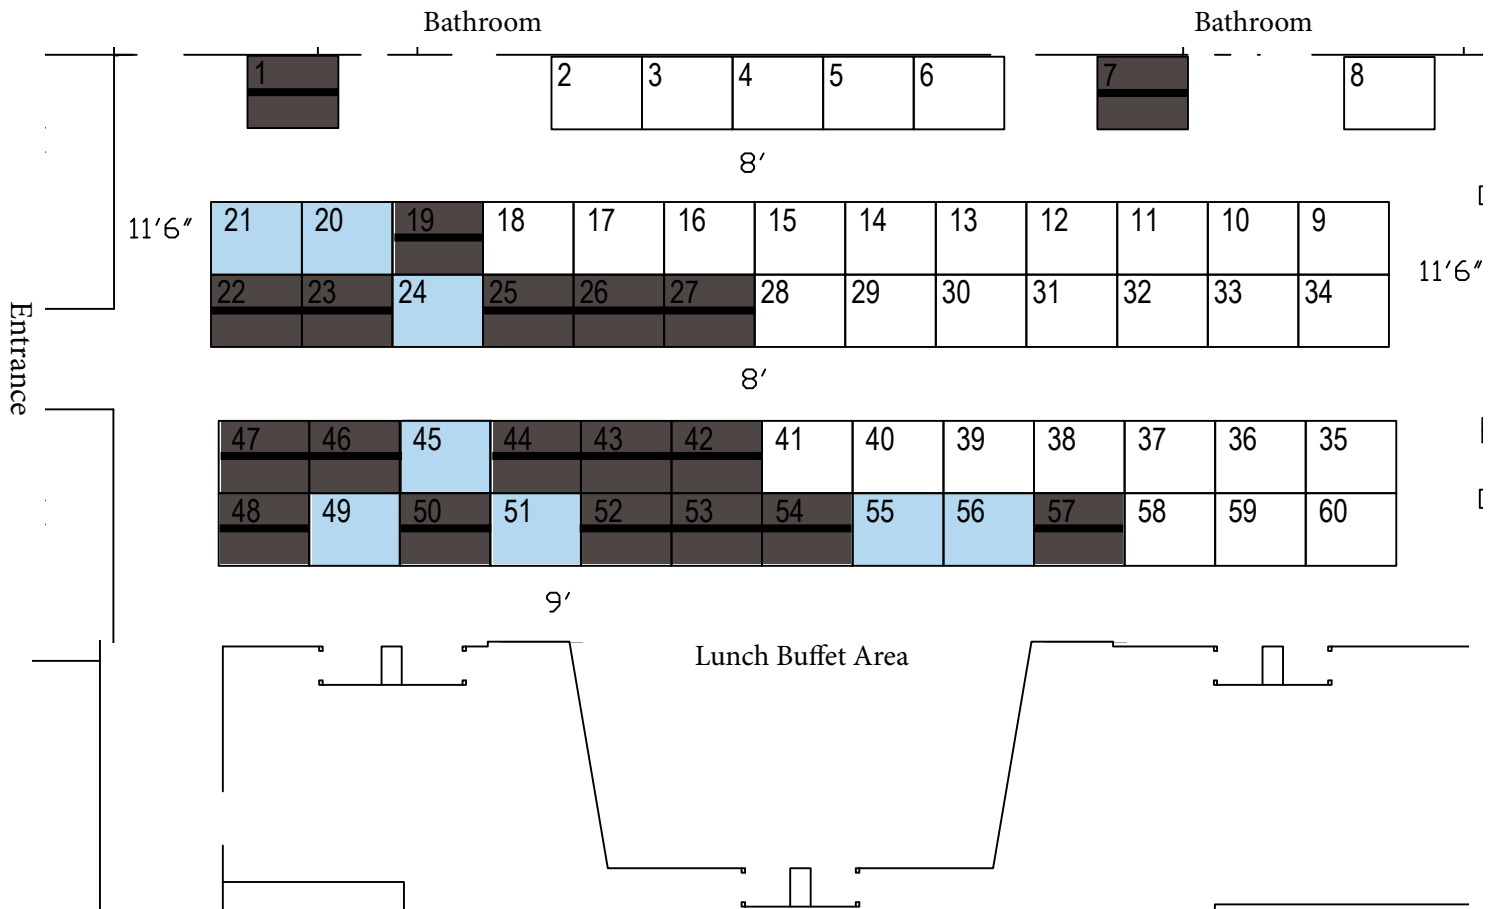 Bathroom Bathroom
1 2 3 4 5 6 7 8
8′
11′6″ 21 20 19 18 17 16 15 14 13 12 11 10 9
11′6″
22 23 24 25 26 27 28 29 30 31 32 33 34
Entrance
8′
47 46 45 44 43 42 41 40 39 38 37 36 35
48 49 50 51 52 53 54 55 56 57 58 59 60
9′
Lunch Buffet Area